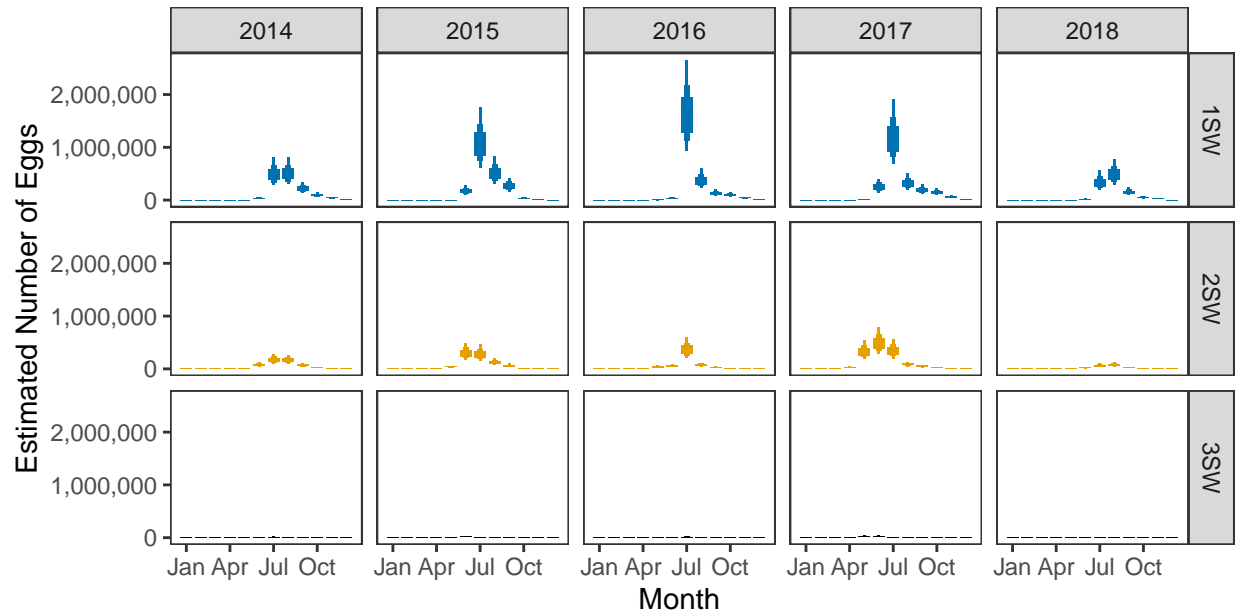 2014 2015 2016 2017 2018
Estimated Number of Eggs
2,000,000
1,000,000
0
1SW
2,000,000
1,000,000
0
2SW
2,000,000
1,000,000
0
3SW
Jan Apr Jul Oct Jan Apr Jul Oct Jan Apr Jul Oct Jan Apr Jul Oct Jan Apr Jul Oct
Month